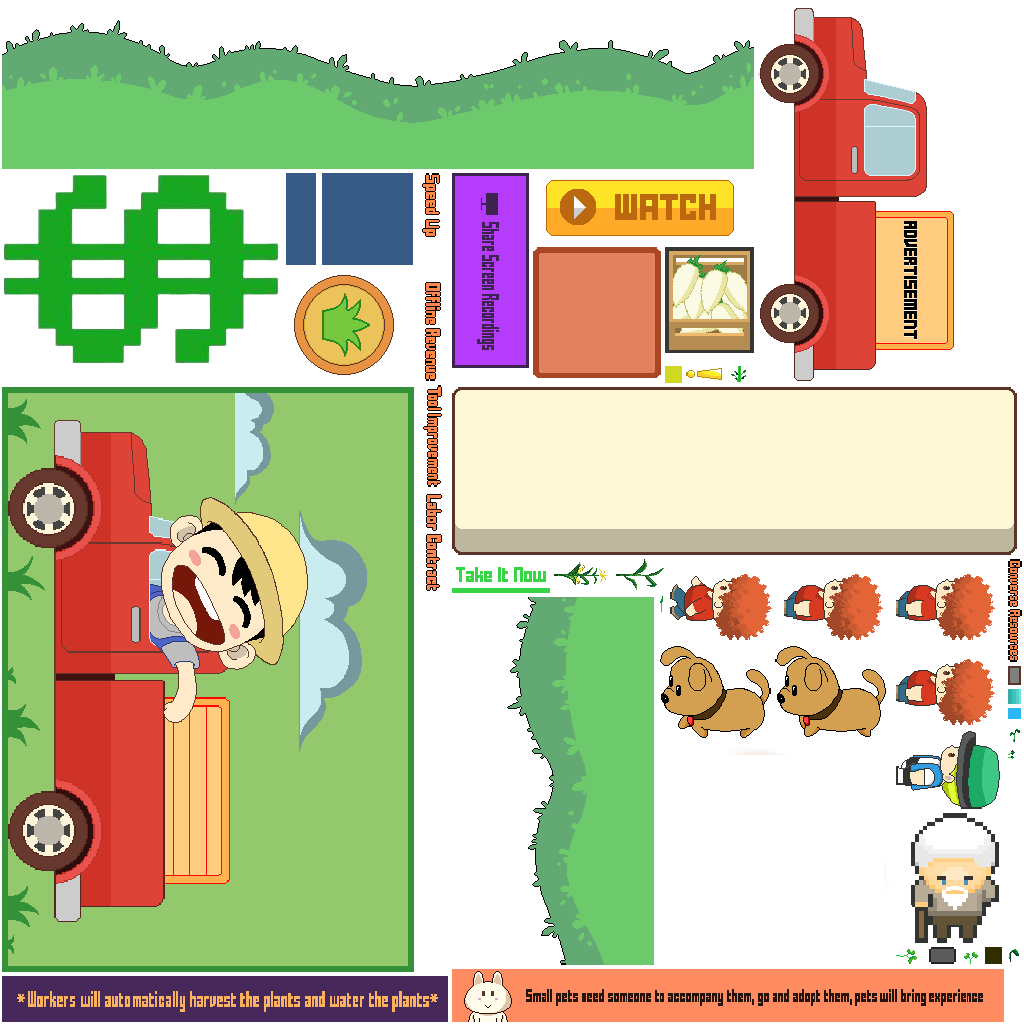 Speed Up
Offline Revenue
Tool Improvement
Labor Contract
Share Screen Recordings
WATCH
ADVERTISEMENT
Take It Now
Converse Resources
*Workers will automatically harvest the plants and water the plants*
Small pets need someone to accompany them, go and adopt them, pets will bring experience